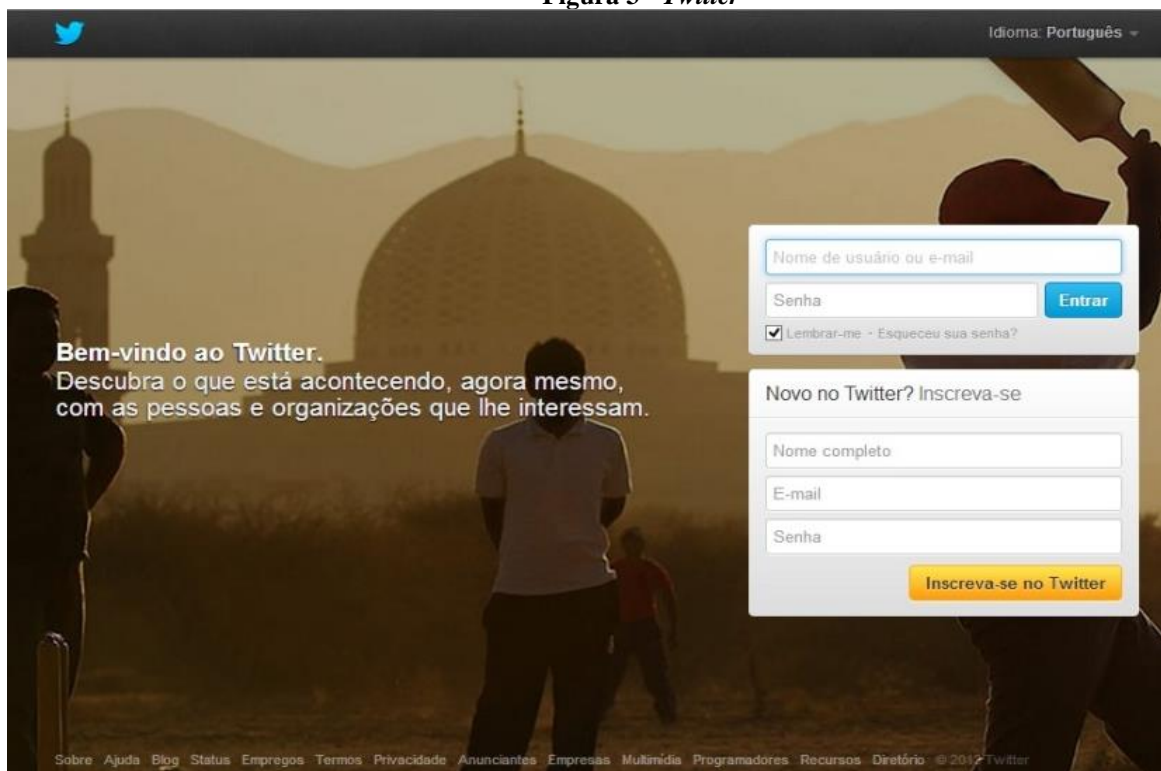 Figura 3 - Twitter
Idioma: Português
Nome de usuário ou e-mail
Senha
Entrar
Lembrar-me · Esqueceu sua senha?
Bem-vindo ao Twitter.
Descubra o que está acontecendo, agora mesmo,
com as pessoas e organizações que lhe interessam.
Novo no Twitter? Inscreva-se
Nome completo
E-mail
Senha
Inscreva-se no Twitter
Sobre Ajuda Blog Status Empregos Termos Privacidade Anunciantes Empresas Multimídia Programadores Recursos Diretório © 2012 Twitter